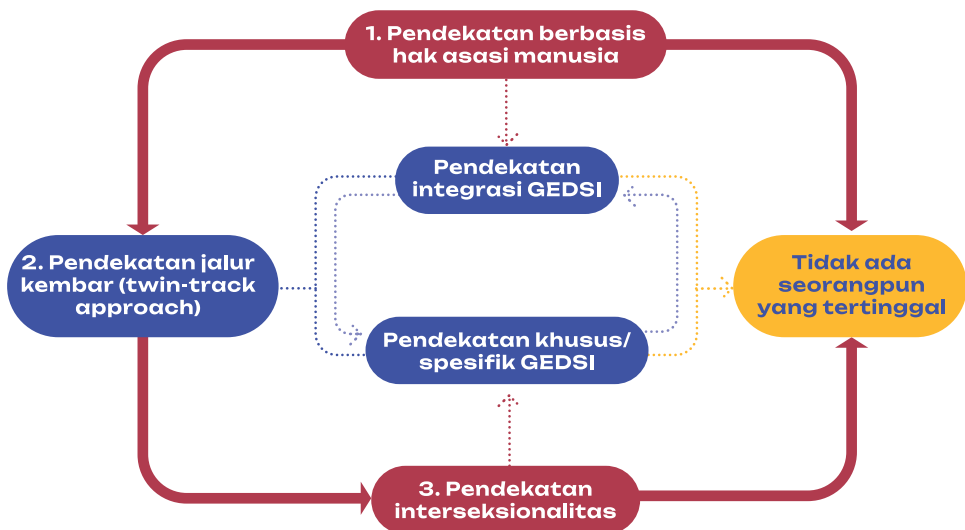 1. Pendekatan berbasis
hak asasi manusia
Pendekatan
integrasi GEDSI
2. Pendekatan jalur
kembar (twin-track
approach)
Tidak ada
seorangpun
yang tertinggal
Pendekatan khusus/
spesifik GEDSI
3. Pendekatan
interseksionalitas